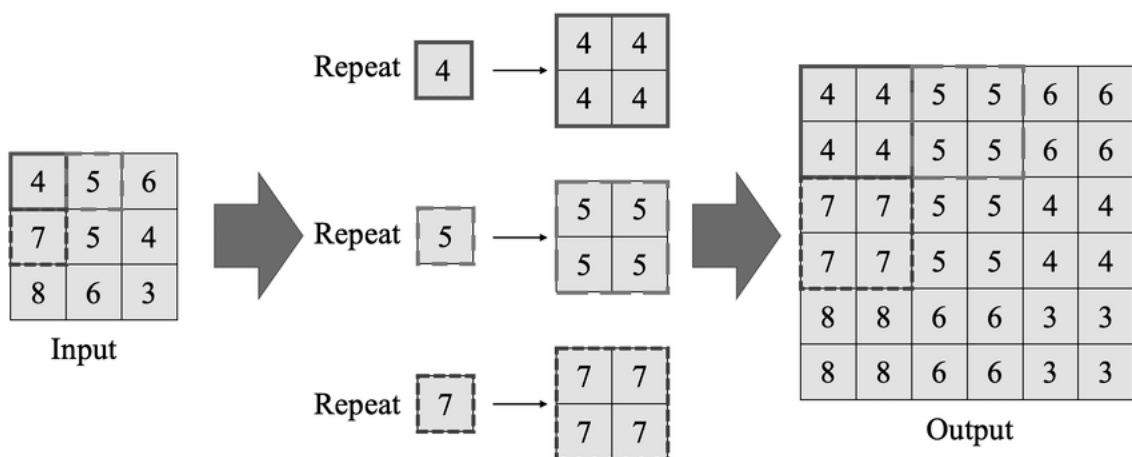 4 5 6
7 5 4
8 6 3
Input
Repeat 4
4 4
4 4
Repeat 5
5 5
5 5
Repeat 7
7 7
7 7
4 4 5 5 6 6
4 4 5 5 6 6
7 7 5 5 4 4
7 7 5 5 4 4
8 8 6 6 3 3
8 8 6 6 3 3
Output